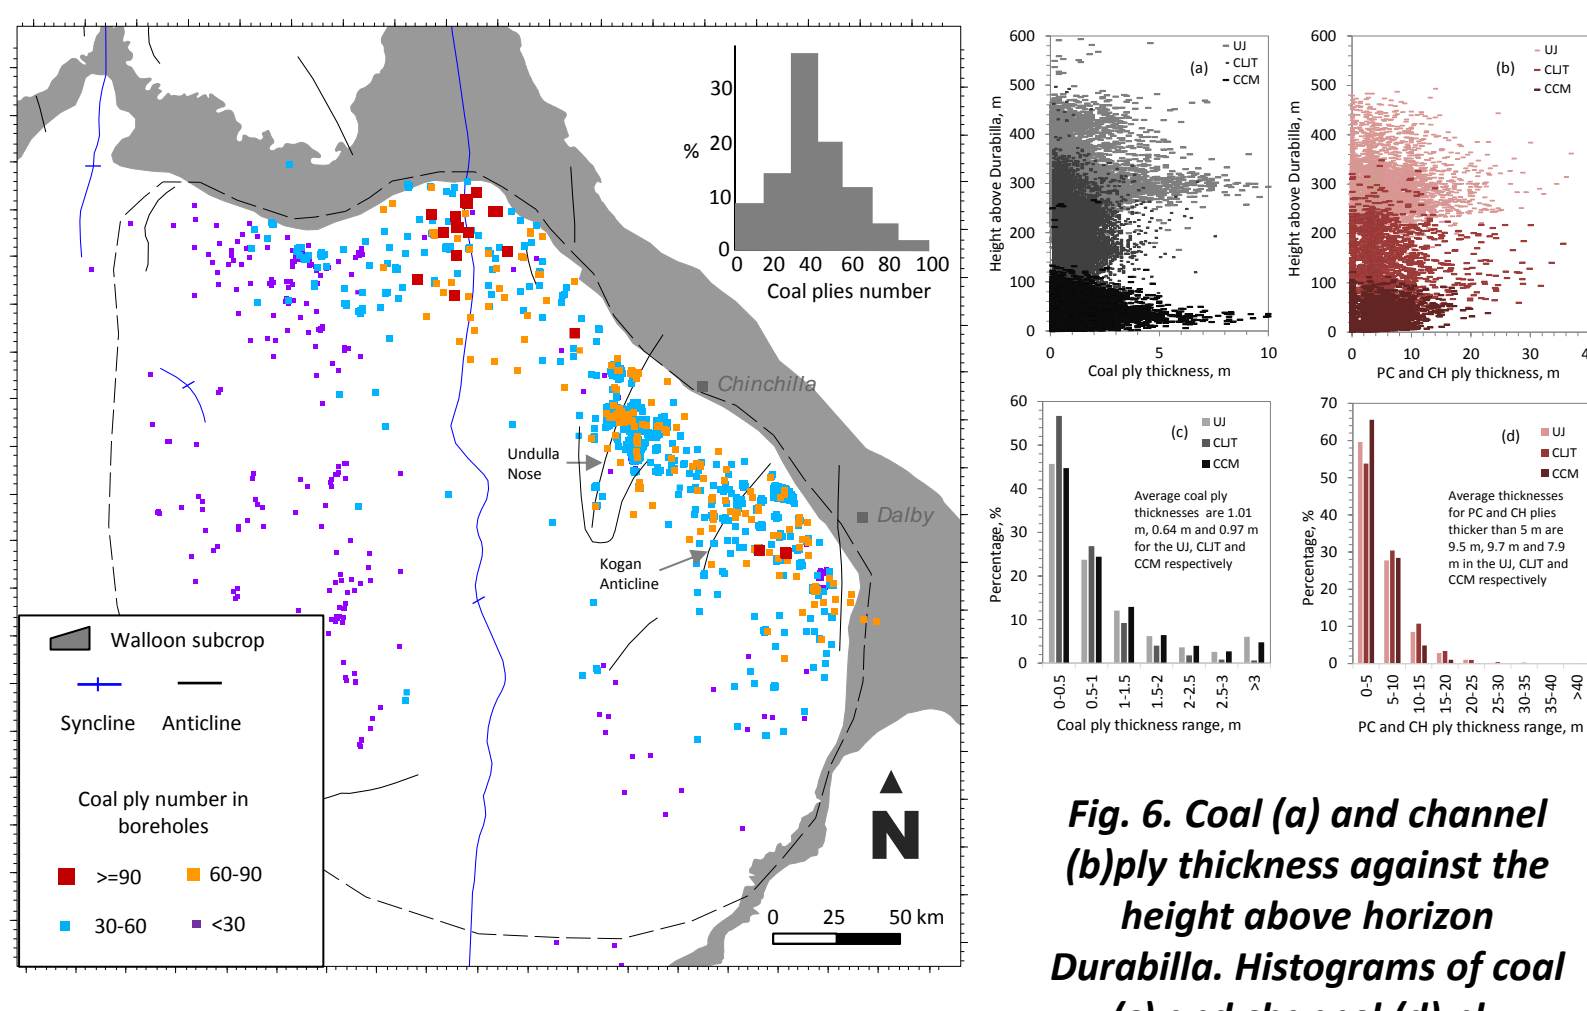 30
20
10
0
%
0 20 40 60 80 100
Coal plies number
Chinchilla
Undulla
Nose
Dalby
Kogan
Anticline
Walloon subcrop
Syncline Anticline
Coal ply number in
boreholes
>=90 60-90
30-60 <30
N
0 25 50 km
600
500
400
300
200
100
0
Height above Durabilla, m
(a)
UJ
CLJT
CCM
0 5 10
Coal ply thickness, m
600
500
400
300
200
100
0
Height above Durabilla, m
(b)
UJ
CLJT
CCM
0 10 20 30
PC and CH ply thickness, m
60
50
40
30
20
10
0
Percentage, %
(c)
UJ
CLJT
CCM
Average coal ply
thicknesses are 1.01
m, 0.64 m and 0.97 m
for the UJ, CLJT and
CCM respectively
0-0.5 0.5-1 1-1.5 1.5-2 2-2.5 2.5-3 >3
Coal ply thickness range, m
70
60
50
40
30
20
10
0
Percentage, %
(d)
UJ
CLJT
CCM
Average thicknesses
for PC and CH plies
thicker than 5 m are
9.5 m, 9.7 m and 7.9
m in the UJ, CLJT and
CCM respectively
0-5 5-10 10-15 15-20 20-25 25-30 30-35 35-40 >40
PC and CH ply thickness range, m
Fig. 6. Coal (a) and channel
(b)ply thickness against the
height above horizon
Durabilla. Histograms of coal